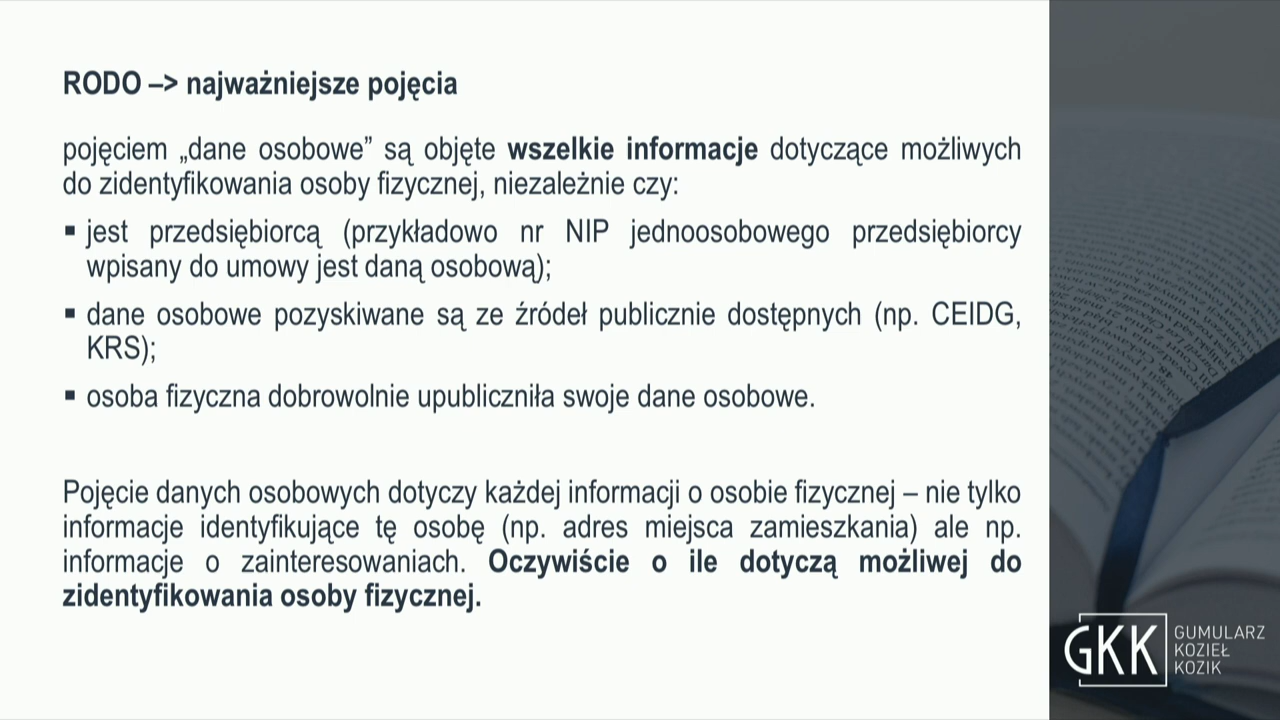 RODO –> najważniejsze pojęcia
pojęciem „dane osobowe” są objęte wszelkie informacje dotyczące możliwych
do zidentyfikowania osoby fizycznej, niezależnie czy:
▪ jest przedsiębiorcą (przykładowo nr NIP jednoosobowego przedsiębiorcy
wpisany do umowy jest daną osobową);
▪ dane osobowe pozyskiwane są ze źródeł publicznie dostępnych (np. CEIDG,
KRS);
▪ osoba fizyczna dobrowolnie upubliczniła swoje dane osobowe.
Pojęcie danych osobowych dotyczy każdej informacji o osobie fizycznej – nie tylko
informacje identyfikujące tę osobę (np. adres miejsca zamieszkania) ale np.
informacje o zainteresowaniach. Oczywiście o ile dotyczą możliwej do
zidentyfikowania osoby fizycznej.
GKK
GUMULARZ
KOZIEŁ
KOZIK